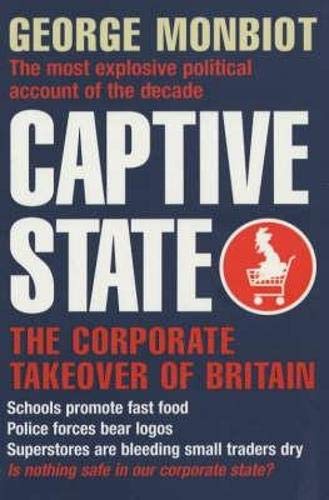 GEORGE MONBIOT
The most explosive political
account of the decade
CAPTIVE
STATE
THE CORPORATE
TAKEOVER OF BRITAIN
Schools promote fast food
Police forces bear logos
Superstores are bleeding small traders dry
Is nothing safe in our corporate state?